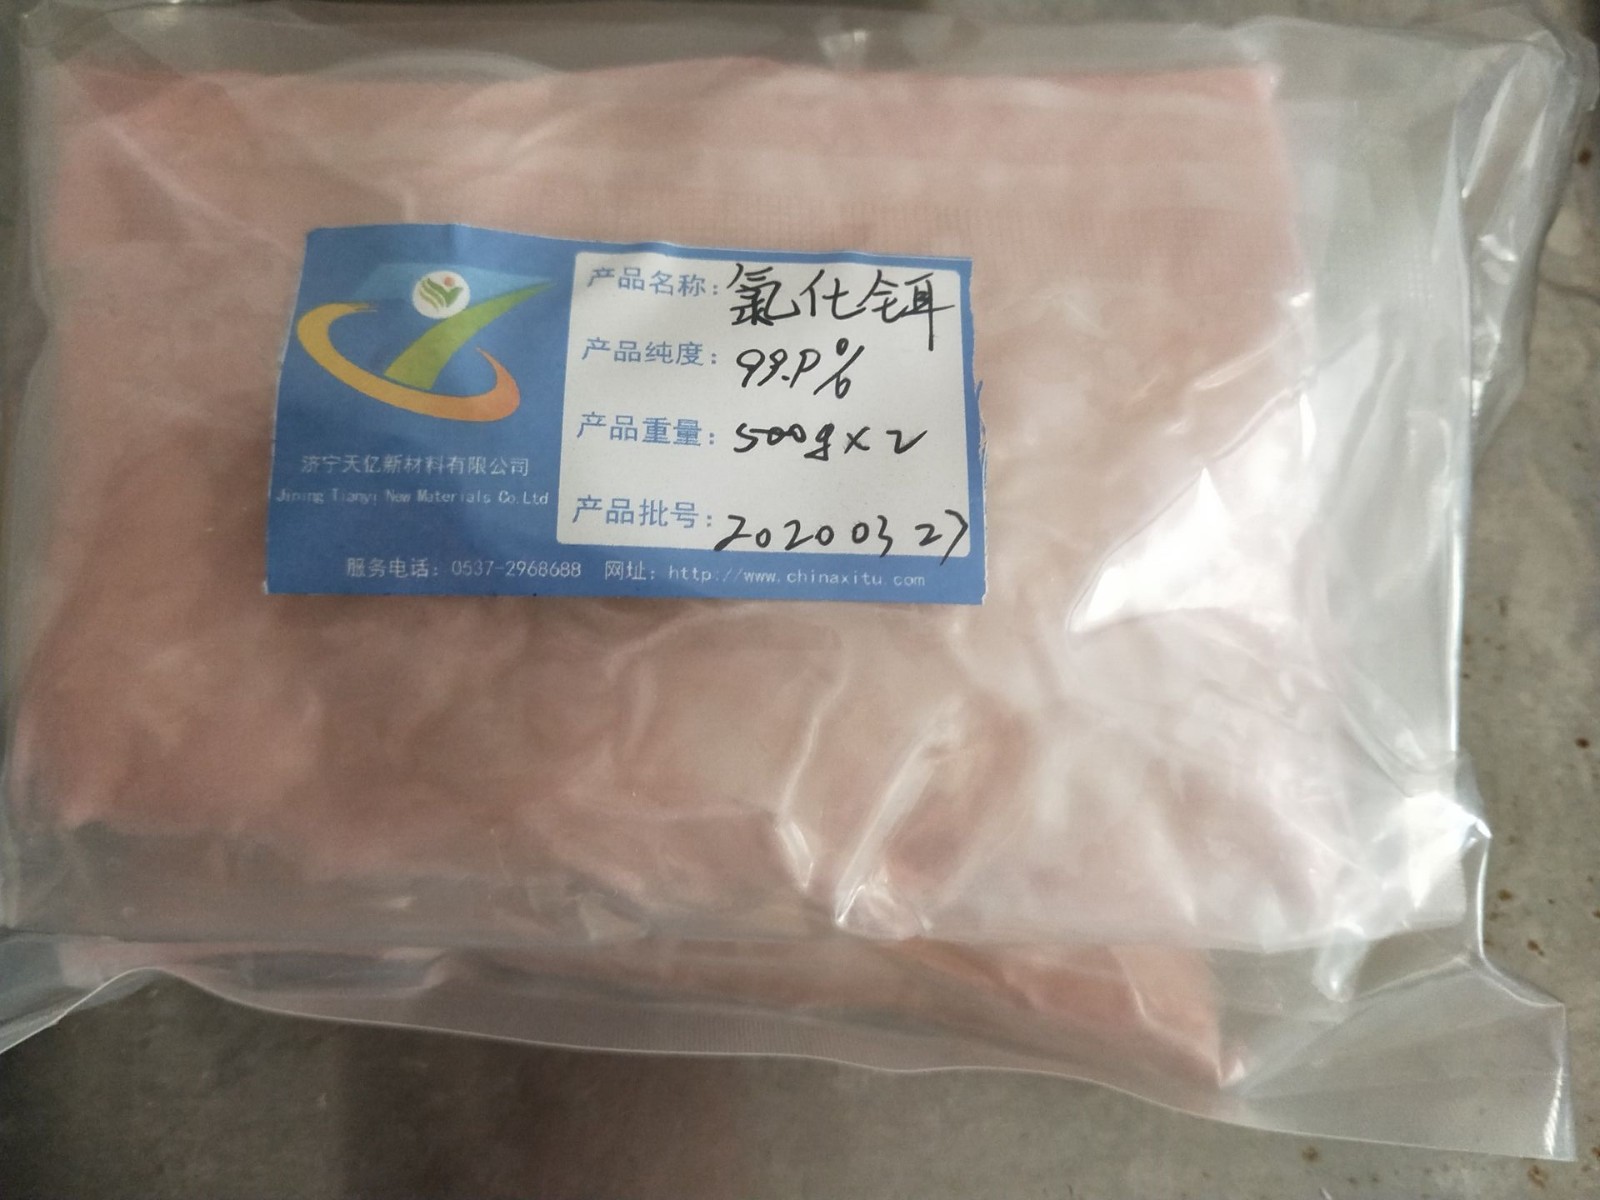 产品名称：氯化铒
产品纯度：99.9%
产品重量：500g×2
产品批号：20200327
济宁天亿新材料有限公司
Jining Tianyi New Materials Co.Ltd
服务电话：0537-2968688 网址：http://www.chinaxitu.com